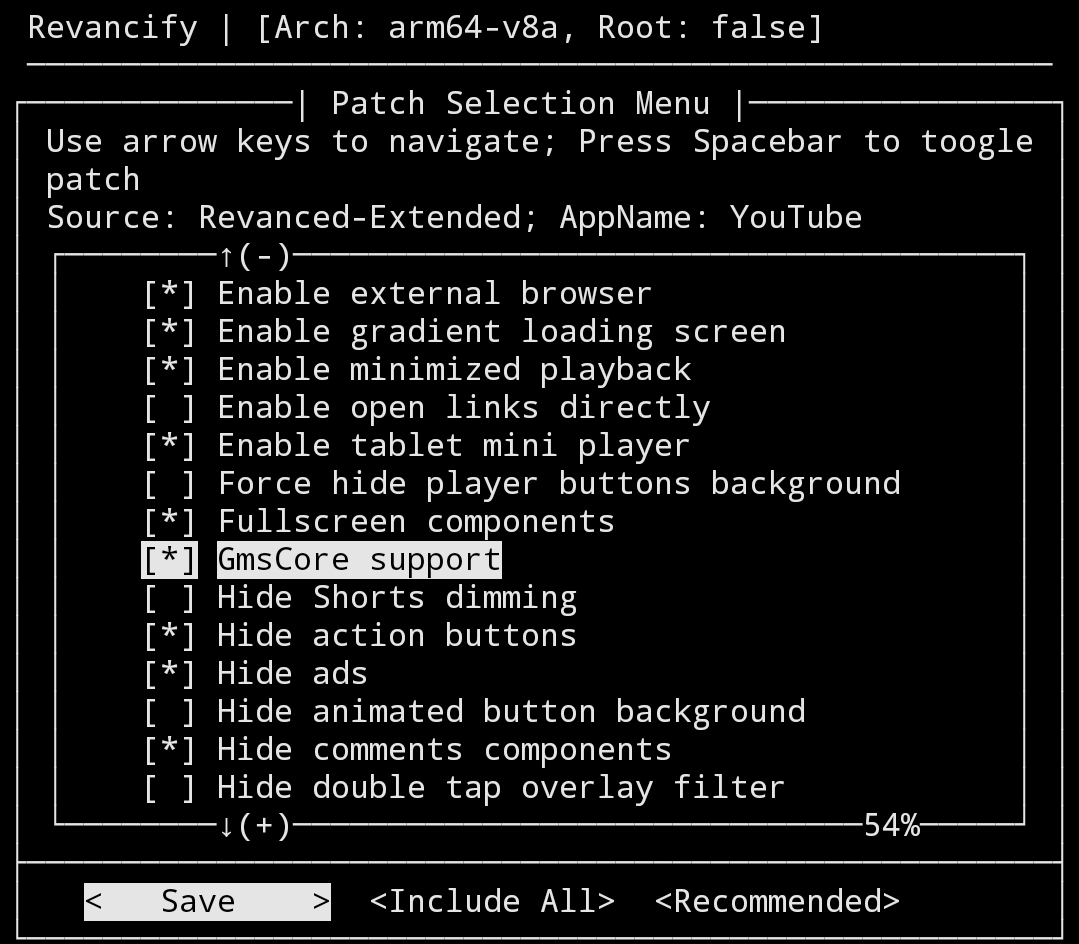 Revancify | [Arch: arm64-v8a, Root: false]
| Patch Selection Menu |
Use arrow keys to navigate; Press Spacebar to toogle
patch
Source: Revanced-Extended; AppName: YouTube
↑(-)
[*] Enable external browser
[*] Enable gradient loading screen
[*] Enable minimized playback
[ ] Enable open links directly
[*] Enable tablet mini player
[ ] Force hide player buttons background
[*] Fullscreen components
[*] GmsCore support
[ ] Hide Shorts dimming
[*] Hide action buttons
[*] Hide ads
[ ] Hide animated button background
[*] Hide comments components
[ ] Hide double tap overlay filter
↓(+) 54%
< Save > <Include All> <Recommended>